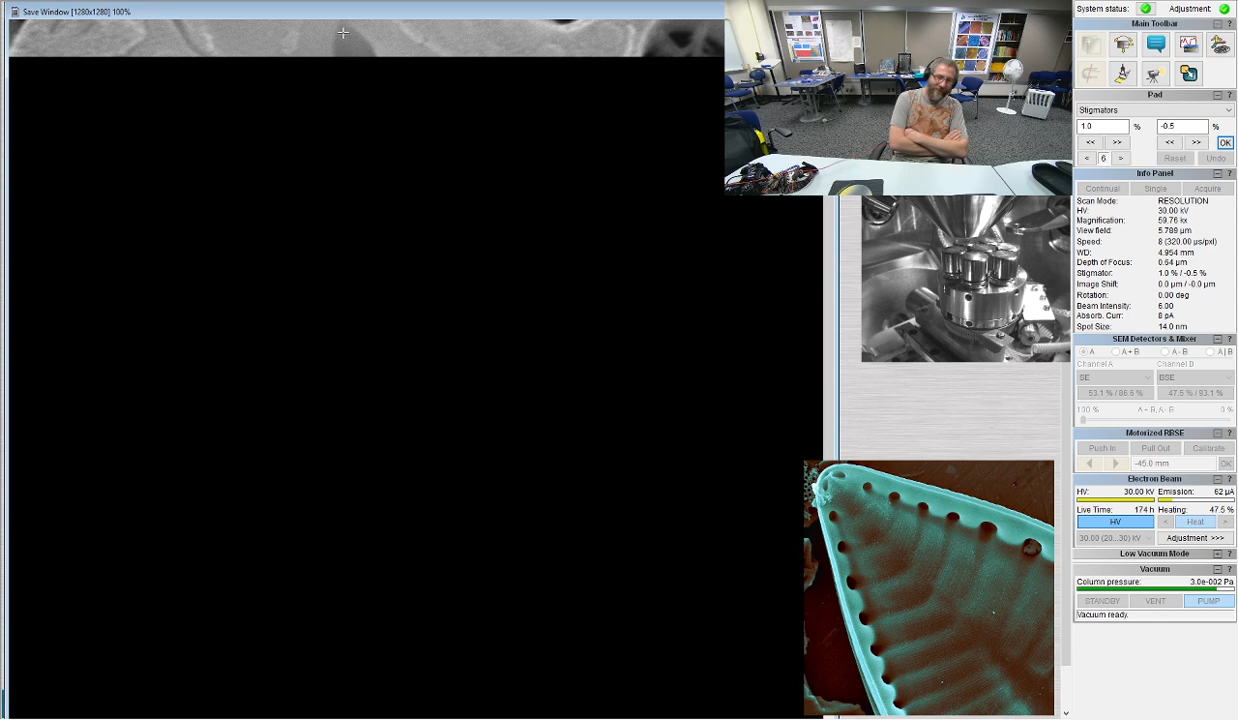 Save Window [1280x1280] 100%
System status: Adjustment:
Main Toolbar
Pad
Stigmators
1.0 % -0.5 %
<< >> << >> OK
< 6 > Reset Undo
Info Panel
Continual Single Acquire
Scan Mode: RESOLUTION
HV: 30.00 kV
Magnification: 59.76 kx
View field: 5.789 µm
Speed: 8 (320.00 µs/pxl)
WD: 4.954 mm
Depth of Focus: 0.64 µm
Stigmator: 1.0 % / -0.5 %
Image Shift: 0.0 µm / -0.0 µm
Rotation: 0.00 deg
Beam Intensity: 6.00
Absorb. Curr: 8 pA
Spot Size: 14.0 nm
SEM Detectors & Mixer
A A + B A - B A | B
Channel A Channel B
SE BSE
53.1 % / 86.6 % 47.5 % / 93.1 %
100 % A + B, A - B 0 %
Motorized RBSE
Push In Pull Out Calibrate
-45.0 mm OK
Electron Beam
HV: 30.00 kV Emission: 62 µA
Live Time: 174 h Heating: 47.5 %
HV < Heat >
30.00 (20...30) kV Adjustment >>>
Low Vacuum Mode
Vacuum
Column pressure: 3.0e-002 Pa
STANDBY VENT PUMP
Vacuum ready.